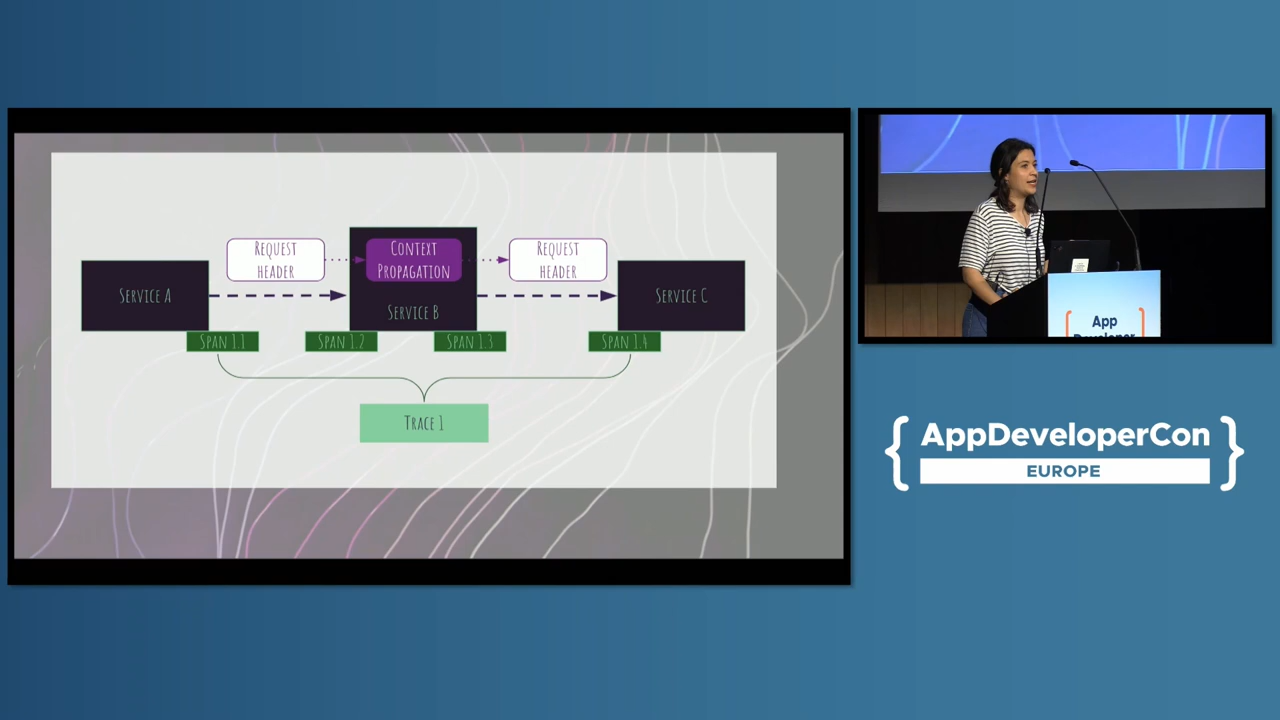 Request
header
Context
Propagation
Request
header
Service A
Service B
Service C
Span 1.1
Span 1.2
Span 1.3
Span 1.4
Trace 1
App
Developer
{ AppDeveloperCon }
EUROPE